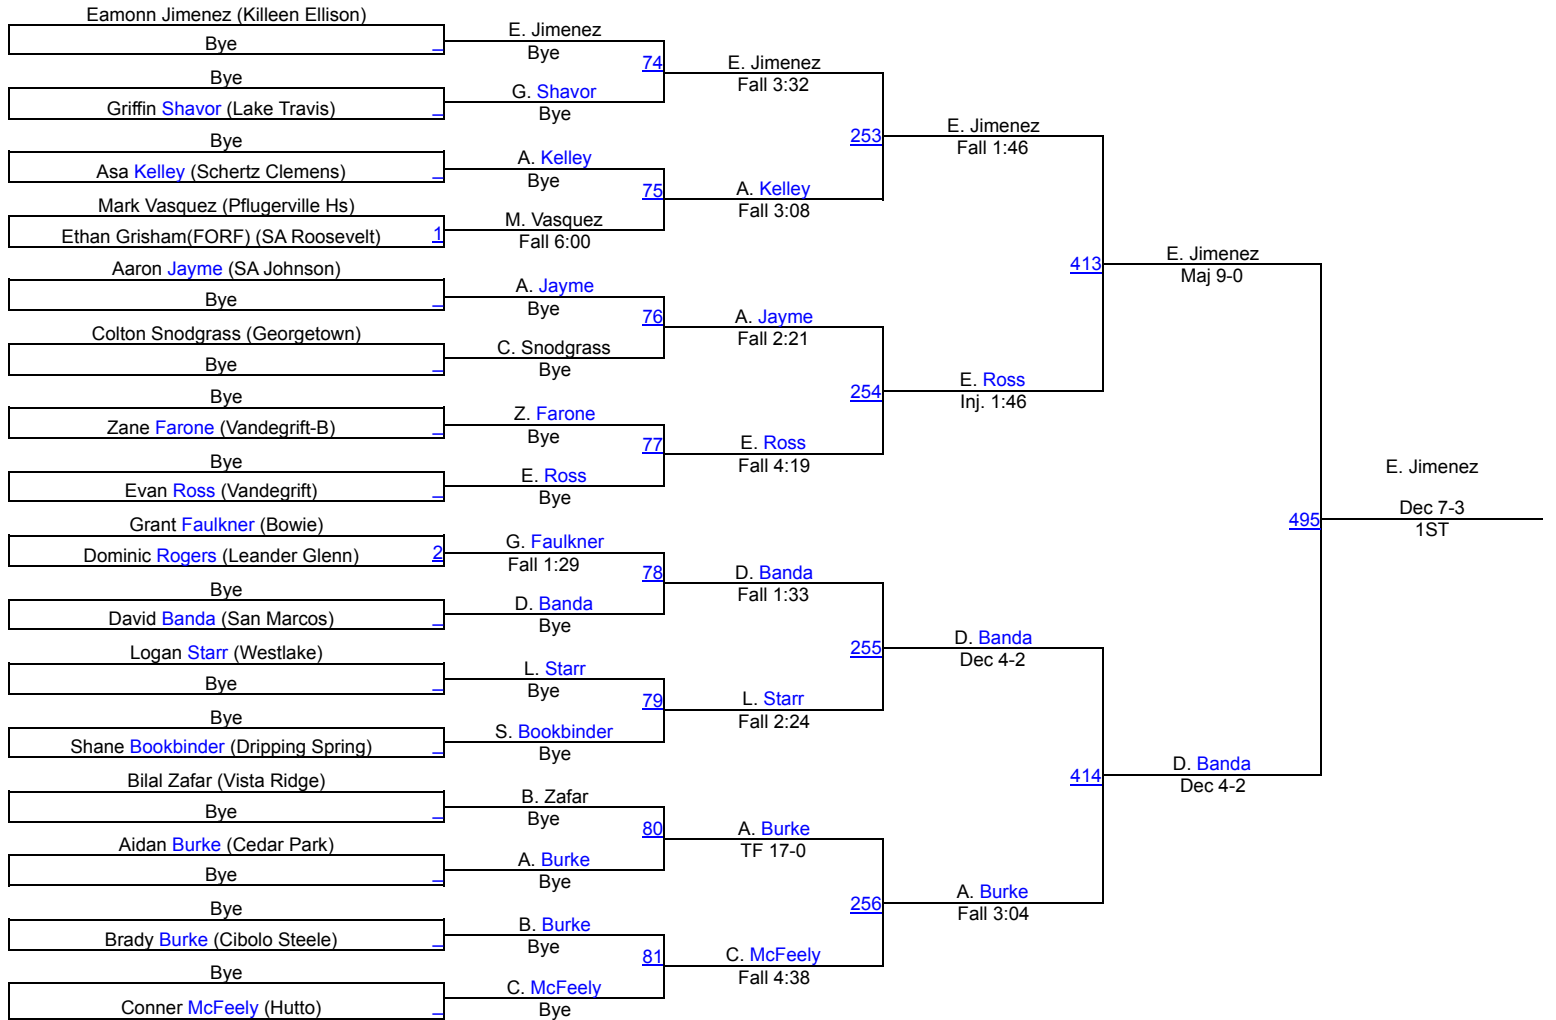 Eamonn Jimenez (Killeen Ellison)
Bye
Bye
Griffin Shavor (Lake Travis)
Bye
Asa Kelley (Schertz Clemens)
Mark Vasquez (Pflugerville Hs)
Ethan Grisham(FORF) (SA Roosevelt) 1
Aaron Jayme (SA Johnson)
Bye
Colton Snodgrass (Georgetown)
Bye
Bye
Zane Farone (Vandegrift-B)
Bye
Evan Ross (Vandegrift)
Grant Faulkner (Bowie)
Dominic Rogers (Leander Glenn) 2
Bye
David Banda (San Marcos)
Logan Starr (Westlake)
Bye
Bye
Shane Bookbinder (Dripping Spring)
Bilal Zafar (Vista Ridge)
Bye
Aidan Burke (Cedar Park)
Bye
Bye
Brady Burke (Cibolo Steele)
Bye
Conner McFeely (Hutto)
E. Jimenez
Bye
74
G. Shavor
Bye
A. Kelley
Bye
75
M. Vasquez
Fall 6:00
A. Jayme
Bye
76
C. Snodgrass
Bye
Z. Farone
Bye
77
E. Ross
Bye
G. Faulkner
Fall 1:29
78
D. Banda
Bye
L. Starr
Bye
79
S. Bookbinder
Bye
B. Zafar
Bye
80
A. Burke
Bye
B. Burke
Bye
81
C. McFeely
Bye
E. Jimenez
Fall 3:32
253
A. Kelley
Fall 3:08
A. Jayme
Fall 2:21
254
E. Ross
Fall 4:19
D. Banda
Fall 1:33
255
L. Starr
Fall 2:24
A. Burke
TF 17-0
256
C. McFeely
Fall 4:38
E. Jimenez
Fall 1:46
413
E. Ross
Inj. 1:46
D. Banda
Dec 4-2
414
A. Burke
Fall 3:04
E. Jimenez
Maj 9-0
495
D. Banda
Dec 4-2
E. Jimenez
Dec 7-3
1ST